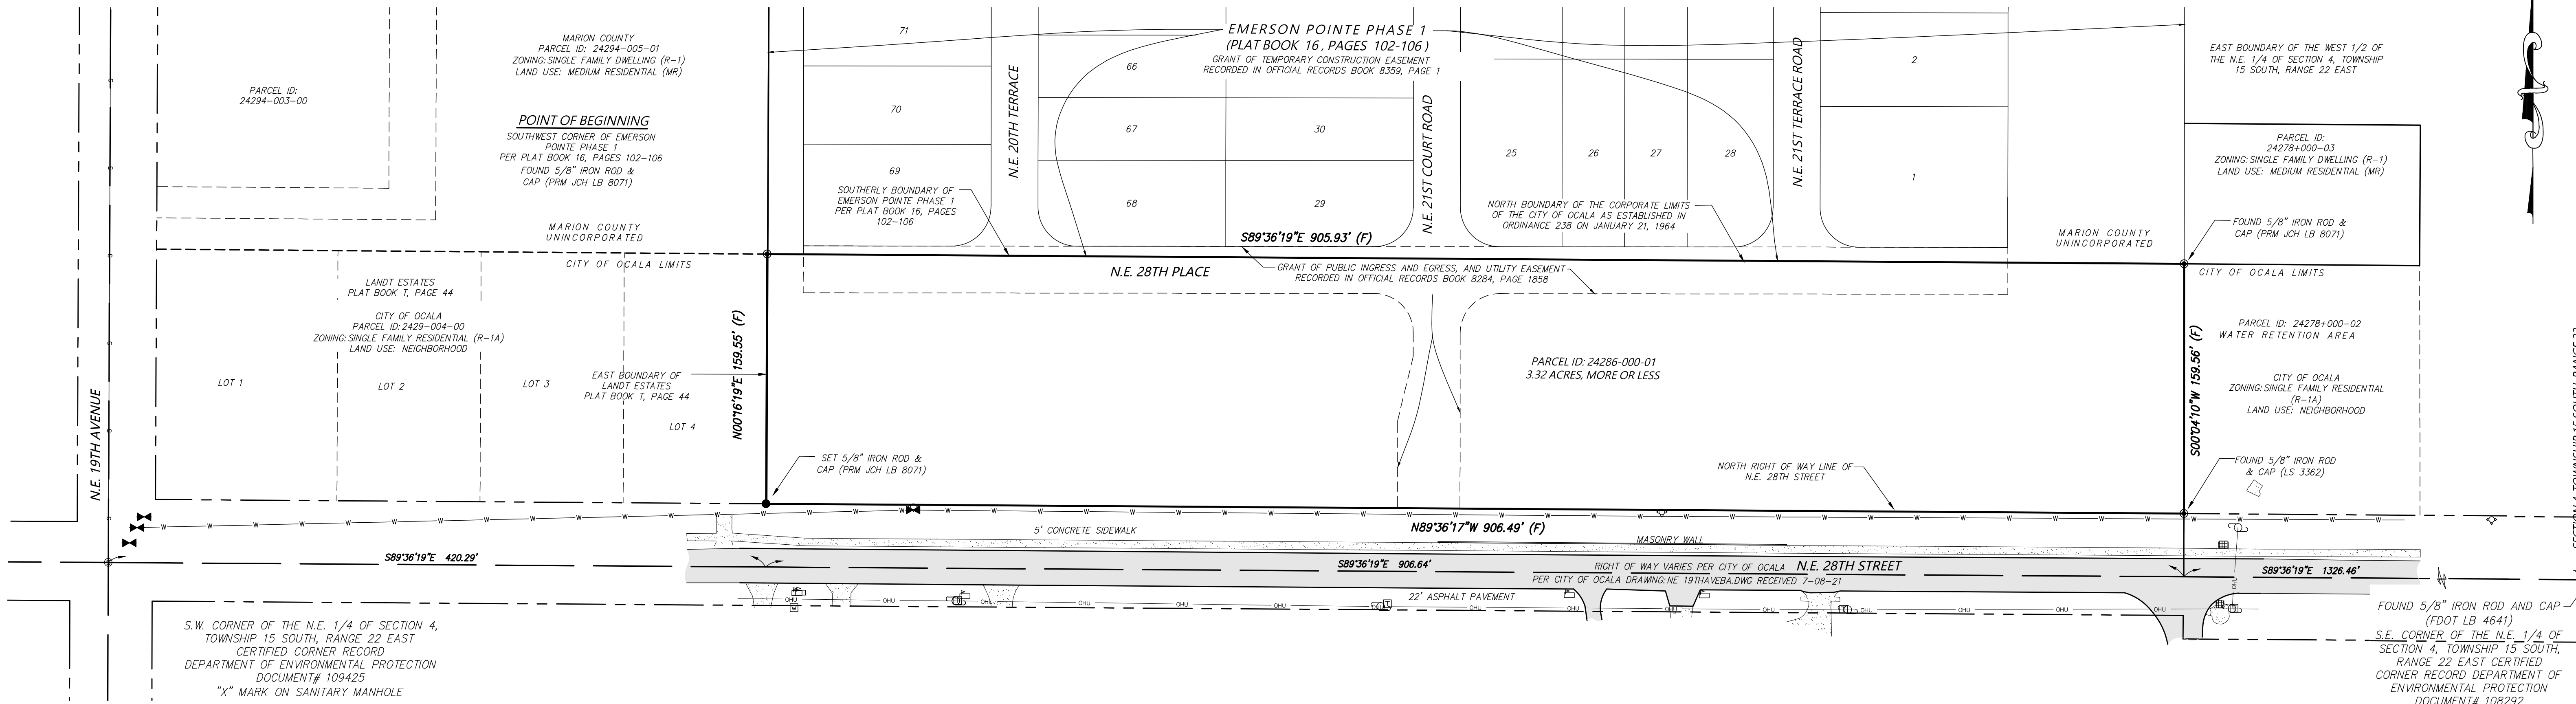 MARION COUNTY
PARCEL ID: 24294-005-01
ZONING: SINGLE FAMILY DWELLING (R-1)
LAND USE: MEDIUM RESIDENTIAL (MR)
PARCEL ID:
24294-003-00
POINT OF BEGINNING
SOUTHWEST CORNER OF EMERSON
POINTE PHASE 1
PER PLAT BOOK 16, PAGES 102-106
FOUND 5/8" IRON ROD &
CAP (PRM JCH LB 8071)
MARION COUNTY
UNINCORPORATED
CITY OF OCALA LIMITS
71
70
69
SOUTHERLY BOUNDARY OF
EMERSON POINTE PHASE 1
PER PLAT BOOK 16, PAGES
102-106
N.E. 20TH TERRACE
EMERSON POINTE PHASE 1
(PLAT BOOK 16, PAGES 102-106)
GRANT OF TEMPORARY CONSTRUCTION EASEMENT
RECORDED IN OFFICIAL RECORDS BOOK 8359, PAGE 1
66
67
30
68
29
N.E. 21ST COURT ROAD
25
26
27
28
N.E. 21ST TERRACE ROAD
2
1
NORTH BOUNDARY OF THE CORPORATE LIMITS
OF THE CITY OF OCALA AS ESTABLISHED IN
ORDINANCE 238 ON JANUARY 21, 1964
EAST BOUNDARY OF THE WEST 1/2 OF
THE N.E. 1/4 OF SECTION 4, TOWNSHIP
15 SOUTH, RANGE 22 EAST
PARCEL ID:
24278+000-03
ZONING: SINGLE FAMILY DWELLING (R-1)
LAND USE: MEDIUM RESIDENTIAL (MR)
FOUND 5/8" IRON ROD &
CAP (PRM JCH LB 8071)
MARION COUNTY
UNINCORPORATED
CITY OF OCALA LIMITS
S89°36'19"E 905.93' (F)
N.E. 28TH PLACE
GRANT OF PUBLIC INGRESS AND EGRESS, AND UTILITY EASEMENT
RECORDED IN OFFICIAL RECORDS BOOK 8284, PAGE 1858
LANDT ESTATES
PLAT BOOK T, PAGE 44
CITY OF OCALA
PARCEL ID: 2429-004-00
ZONING: SINGLE FAMILY RESIDENTIAL (R-1A)
LAND USE: NEIGHBORHOOD
LOT 1
LOT 2
LOT 3
EAST BOUNDARY OF
LANDT ESTATES
PLAT BOOK T, PAGE 44
LOT 4
N.E. 19TH AVENUE
N00°16'19"E 159.55' (F)
SET 5/8" IRON ROD &
CAP (PRM JCH LB 8071)
PARCEL ID: 24286-000-01
3.32 ACRES, MORE OR LESS
NORTH RIGHT OF WAY LINE OF
N.E. 28TH STREET
S00°04'10"W 159.56' (F)
PARCEL ID: 24278+000-02
WATER RETENTION AREA
CITY OF OCALA
ZONING: SINGLE FAMILY RESIDENTIAL
(R-1A)
LAND USE: NEIGHBORHOOD
FOUND 5/8" IRON ROD
& CAP (LS 3362)
5' CONCRETE SIDEWALK
N89°36'17"W 906.49' (F)
MASONRY WALL
S89°36'19"E 420.29'
S89°36'19"E 906.64'
RIGHT OF WAY VARIES PER CITY OF OCALA
N.E. 28TH STREET
S89°36'19"E 1326.46'
PER CITY OF OCALA DRAWING: NE 19THAVEBA.DWG RECEIVED 7-08-21
22' ASPHALT PAVEMENT
S.W. CORNER OF THE N.E. 1/4 OF SECTION 4,
TOWNSHIP 15 SOUTH, RANGE 22 EAST
CERTIFIED CORNER RECORD
DEPARTMENT OF ENVIRONMENTAL PROTECTION
DOCUMENT# 109425
"X" MARK ON SANITARY MANHOLE
FOUND 5/8" IRON ROD AND CAP
(FDOT LB 4641)
S.E. CORNER OF THE N.E. 1/4 OF
SECTION 4, TOWNSHIP 15 SOUTH,
RANGE 22 EAST CERTIFIED
CORNER RECORD DEPARTMENT OF
ENVIRONMENTAL PROTECTION
DOCUMENT# 108292